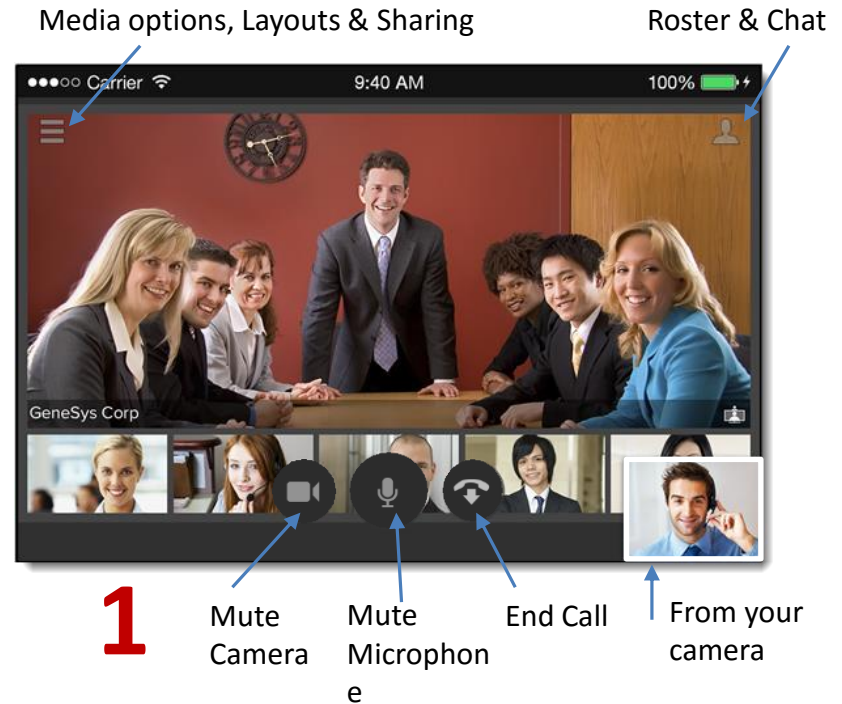 Media options, Layouts & Sharing
Roster & Chat
Carrier
9:40 AM
100%
GeneSys Corp
1
Mute
Camera
Mute
Microphon
e
End Call
From your
camera